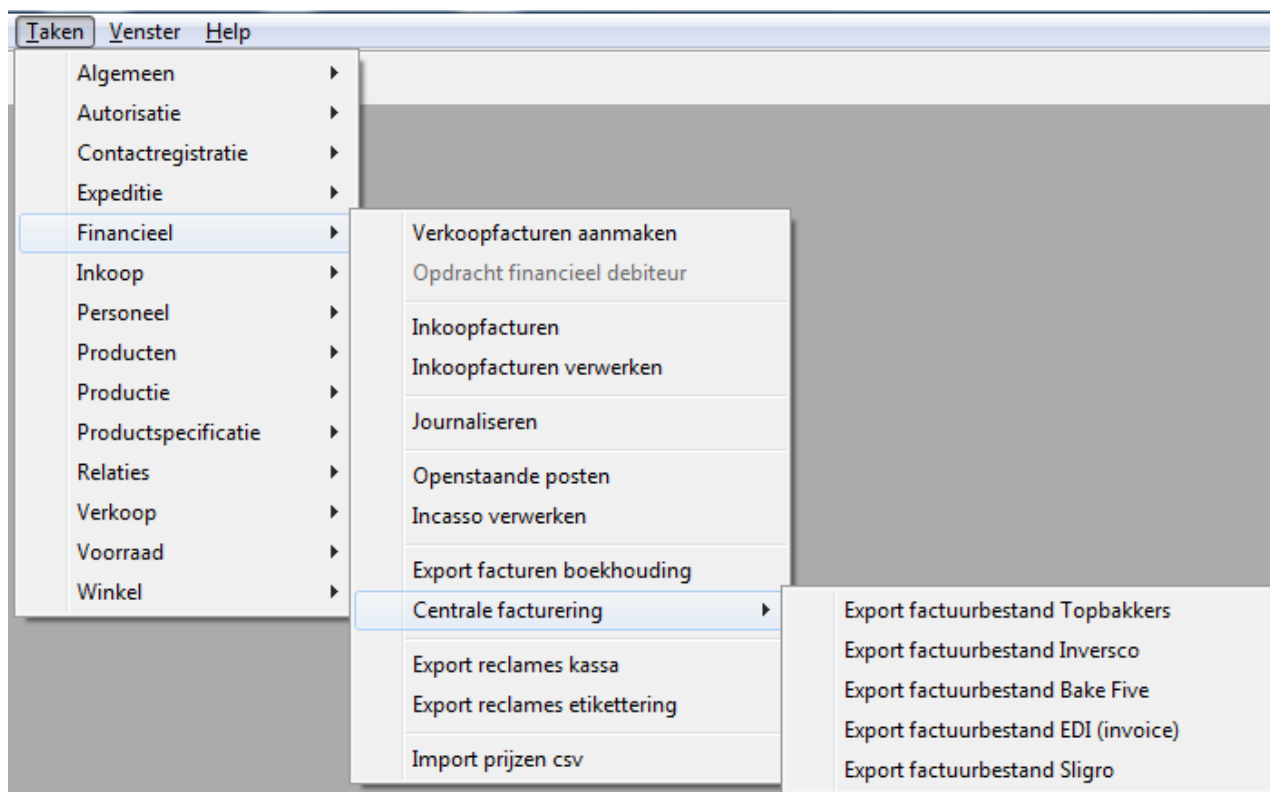 Taken Venster Help
Algemeen
Autorisatie
Contactregistratie
Expeditie
Financieel
Inkoop
Personeel
Producten
Productie
Productspecificatie
Relaties
Verkoop
Voorraad
Winkel
Verkoopfacturen aanmaken
Opdracht financieel debiteur
Inkoopfacturen
Inkoopfacturen verwerken
Journaliseren
Openstaande posten
Incasso verwerken
Export facturen boekhouding
Centrale facturering
Export reclames kassa
Export reclames etikettering
Import prijzen csv
Export factuurbestand Topbakkers
Export factuurbestand Inversco
Export factuurbestand Bake Five
Export factuurbestand EDI (invoice)
Export factuurbestand Sligro